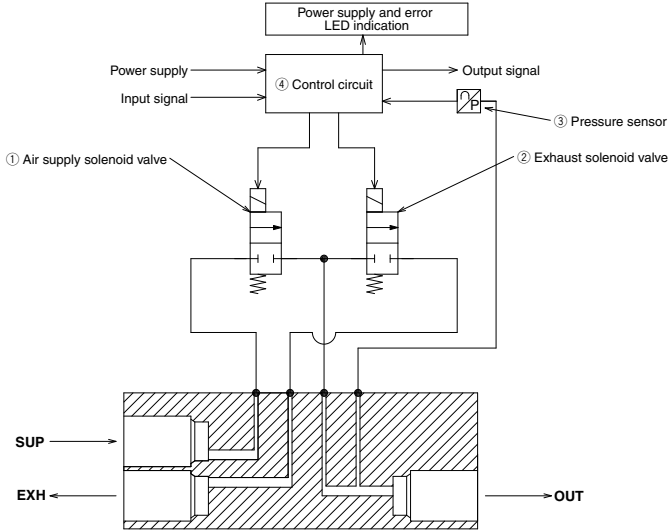 Power supply and error
LED indication
Power supply
④ Control circuit
Output signal
Input signal
P
③ Pressure sensor
① Air supply solenoid valve
② Exhaust solenoid valve
SUP
EXH
OUT